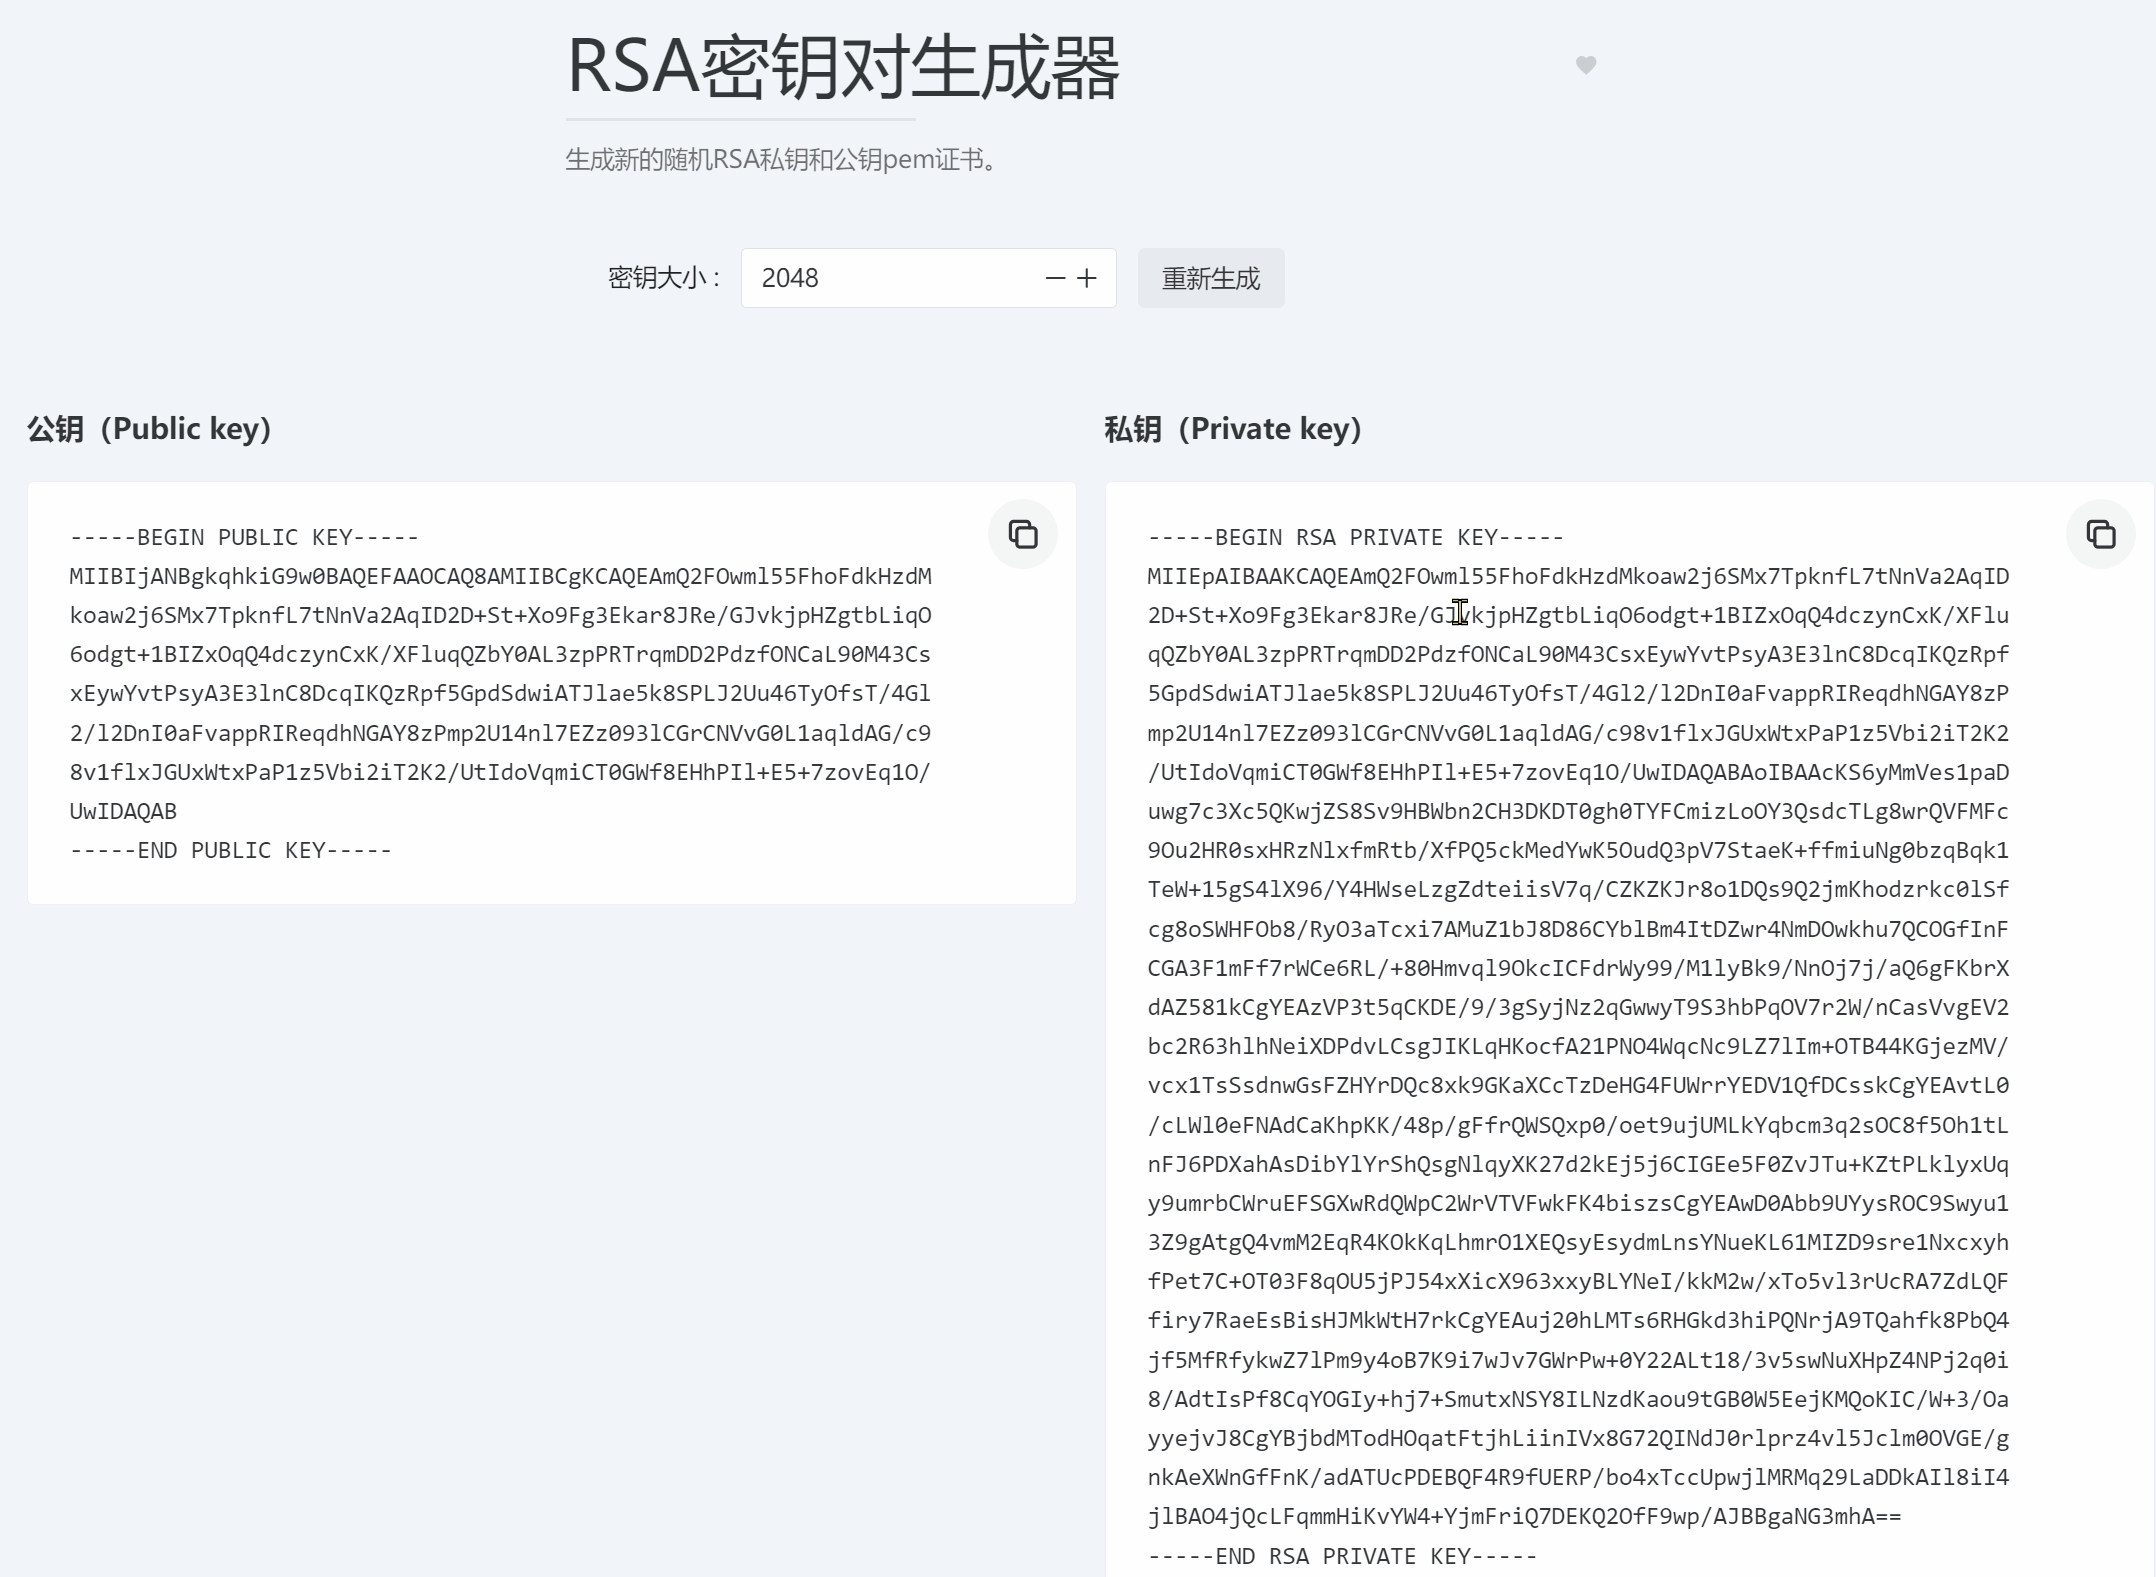 RSA密钥对生成器
生成新的随机RSA私钥和公钥pem证书。
密钥大小 :
2048
重新生成
公钥（Public key）
-----BEGIN PUBLIC KEY-----
MIIBIjANBgkqhkiG9w0BAQEFAAOCAQ8AMIIBCgKCAQEAmQ2FOwml55FhoFdkHzdM
koaw2j6SMx7TpknfL7tNnVa2AqID2D+St+Xo9Fg3Ekar8JRe/GJvkjpHZgtbLiqO
6odgt+1BIZxOqQ4dczynCxK/XFluqQZbY0AL3zpPRTrqmDD2PdzfONCaL90M43Cs
xEywYvtPsyA3E3lnC8DcqIKQzRpf5GpdSdwiATJlae5k8SPLJ2Uu46TyOfsT/4Gl
2/l2DnI0aFvappRIReqdhNGAY8zPmp2U14nl7EZz093lCGrCNVvG0L1aqldAG/c9
8v1flxJGUxWtxPaP1z5Vbi2iT2K2/UtIdoVqmiCT0GWf8EHhPIl+E5+7zovEq1O/
UwIDAQAB
-----END PUBLIC KEY-----
私钥（Private key）
-----BEGIN RSA PRIVATE KEY-----
MIIEpAIBAAKCAQEAmQ2FOwml55FhoFdkHzdMkoaw2j6SMx7TpknfL7tNnVa2AqID
2D+St+Xo9Fg3Ekar8JRe/GJvkjpHZgtbLiqO6odgt+1BIZxOqQ4dczynCxK/XFlu
qQZbY0AL3zpPRTrqmDD2PdzfONCaL90M43CsxEywYvtPsyA3E3lnC8DcqIKQzRpf
5GpdSdwiATJlae5k8SPLJ2Uu46TyOfsT/4Gl2/l2DnI0aFvappRIReqdhNGAY8zP
mp2U14nl7EZz093lCGrCNVvG0L1aqldAG/c98v1flxJGUxWtxPaP1z5Vbi2iT2K2
/UtIdoVqmiCT0GWf8EHhPIl+E5+7zovEq1O/UwIDAQABAoIBAAcKS6yMmVes1paD
uwg7c3Xc5QKwjZS8Sv9HBWbn2CH3DKDT0gh0TYFCmizLoOY3QsdcTLg8wrQVFMFc
9Ou2HR0sxHRzNlxfmRtb/XfPQ5ckMedYwK5OudQ3pV7StaeK+ffmiuNg0bzqBqk1
TeW+15gS4lX96/Y4HWseLzgZdteiisV7q/CZKZKJr8o1DQs9Q2jmKhodzrkc0lSf
cg8oSWHFOb8/RyO3aTcxi7AMuZ1bJ8D86CYblBm4ItDZwr4NmDOwkhu7QCOGfInF
CGA3F1mFf7rWCe6RL/+80Hmvql9OkcICFdrWy99/M1lyBk9/NnOj7j/aQ6gFKbrX
dAZ581kCgYEAzVP3t5qCKDE/9/3gSyjNz2qGwwyT9S3hbPqOV7r2W/nCasVvgEV2
bc2R63hlhNeiXDPdvLCsgJIKLqHKocfA21PNO4WqcNc9LZ7lIm+OTB44KGjezMV/
vcx1TsSsdnwGsFZHYrDQc8xk9GKaXCcTzDeHG4FUWrrYEDV1QfDCsskCgYEAvtL0
/cLWl0eFNAdCaKhpKK/48p/gFfrQWSQxp0/oet9ujUMLkYqbcm3q2sOC8f5Oh1tL
nFJ6PDXahAsDibYlYrShQsgNlqyXK27d2kEj5j6CIGEe5F0ZvJTu+KZtPLklyxUq
y9umrbCWruEFSGXwRdQWpC2WrVTVFwkFK4biszsCgYEAwD0Abb9UYysROC9Swyu1
3Z9gAtgQ4vmM2EqR4KOkKqLhmrO1XEQsyEsydmLnsYNueKL61MIZD9sre1Nxcxyh
fPet7C+OT03F8qOU5jPJ54xXicX963xxyBLYNeI/kkM2w/xTo5vl3rUcRA7ZdLQF
firy7RaeEsBisHJMkWtH7rkCgYEAuj20hLMTs6RHGkd3hiPQNrjA9TQahfk8PbQ4
jf5MfRfykwZ7lPm9y4oB7K9i7wJv7GWrPw+0Y22ALt18/3v5swNuXHpZ4NPj2q0i
8/AdtIsPf8CqYOGIy+hj7+SmutxNSY8ILNzdKaou9tGB0W5EejKMQoKIC/W+3/Oa
yyejvJ8CgYBjbdMTodHOqatFtjhLiinIVx8G72QINdJ0rlprz4vl5Jclm0OVGE/g
nkAeXWnGfFnK/adATUcPDEBQF4R9fUERP/bo4xTccUpwjlMRMq29LaDDkAIl8iI4
jlBAO4jQcLFqmmHiKvYW4+YjmFriQ7DEKQ2OfF9wp/AJBBgaNG3mhA==
-----END RSA PRIVATE KEY-----